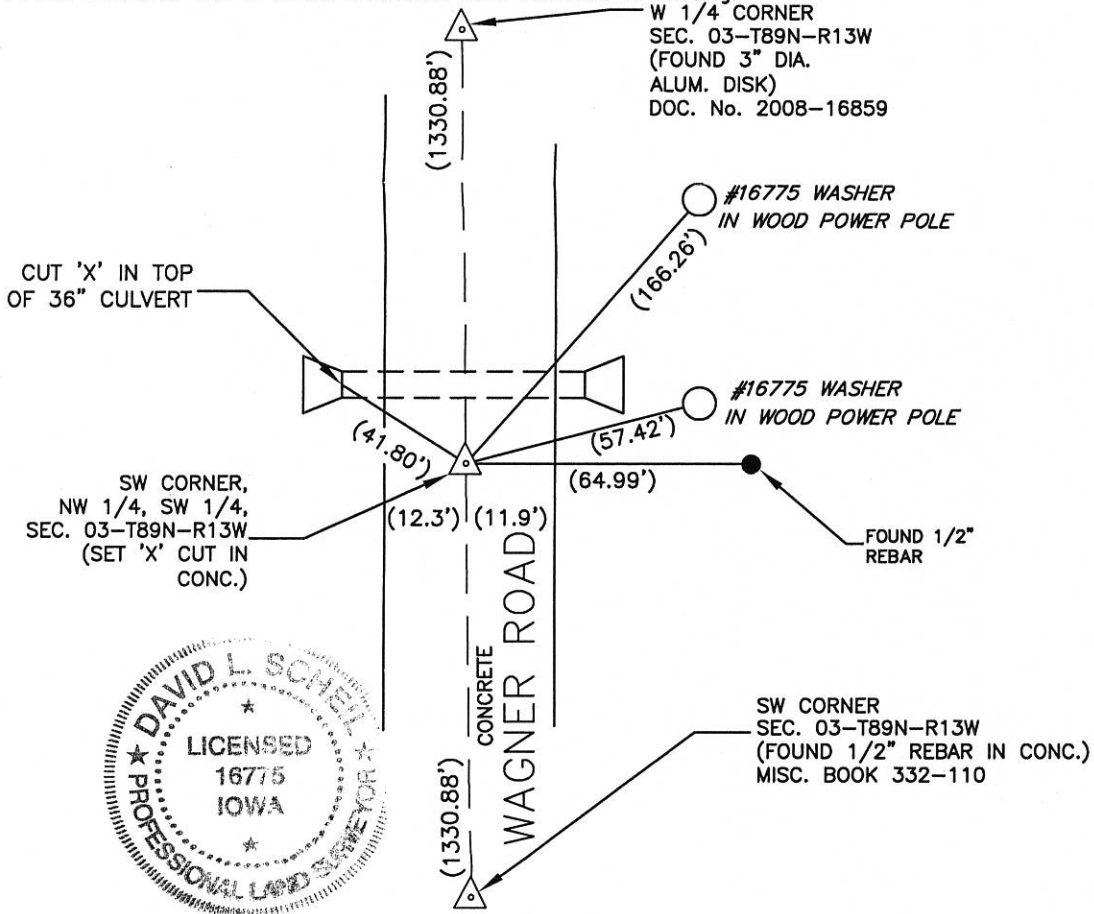 W 1/4 CORNER
SEC. 03-T89N-R13W
(FOUND 3" DIA.
ALUM. DISK)
DOC. No. 2008-16859
(1330.88')
#16775 WASHER
IN WOOD POWER POLE
(166.26')
CUT 'X' IN TOP
OF 36" CULVERT
#16775 WASHER
IN WOOD POWER POLE
(41.80')
(57.42')
(64.99')
SW CORNER,
NW 1/4, SW 1/4,
SEC. 03-T89N-R13W
(SET 'X' CUT IN
CONC.)
(12.3')
(11.9')
FOUND 1/2"
REBAR
CONCRETE
WAGNER ROAD
DAVID L. SCHEIL
LICENSED
16775
IOWA
PROFESSIONAL LAND SURVEYOR
SW CORNER
SEC. 03-T89N-R13W
(FOUND 1/2" REBAR IN CONC.)
MISC. BOOK 332-110
(1330.88')